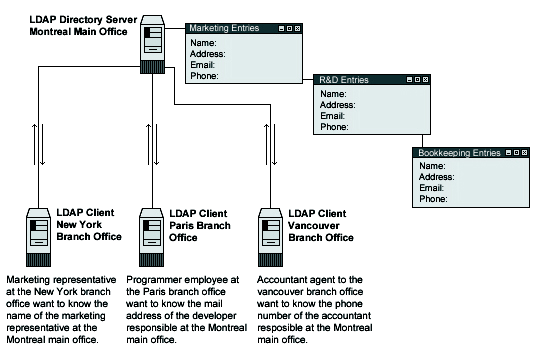 LDAP Directory Server
Montreal Main Office
Marketing Entries
Name:
Address:
Email:
Phone:
R&D Entries
Name:
Address:
Email:
Phone:
Bookkeeping Entries
Name:
Address:
Email:
Phone:
LDAP Client
New York
Branch Office
LDAP Client
Paris Branch
Office
LDAP Client
Vancouver
Branch Office
Marketing representative
at the New York branch
office want to know the
name of the marketing
representative at the
Montreal main office.
Programmer employee at
the Paris branch office
want to know the mail
address of the developer
responsible at the Montreal
main office.
Accountant agent to the
vancouver branch office
want to know the phone
number of the accountant
resposible at the Montreal
main office.